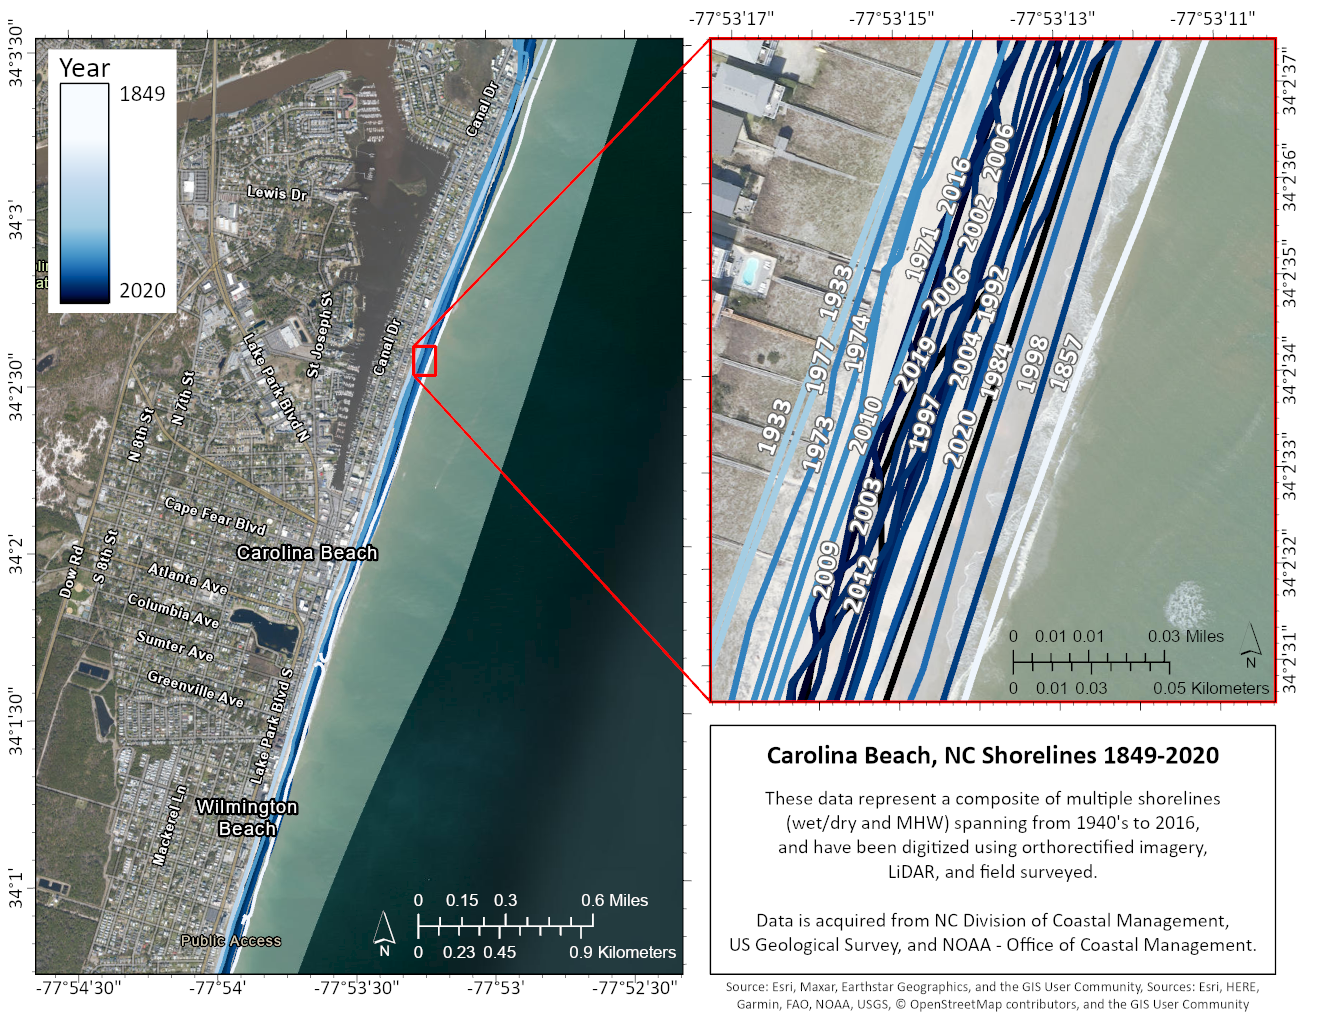 -77°53'17"
-77°53'15"
-77°53'13"
-77°53'11"
34°3'30"
34°3'
34°2'30"
34°2'
34°1'30"
34°1'
Year
1849
2020
Canal Dr
Lewis Dr
St Joseph St
Canal Dr
Lake Park Blvd N
N 7th St
N 8th St
Cape Fear Blvd
Carolina Beach
Dow Rd
S 8th St
Atlanta Ave
Columbia Ave
Sumter Ave
Greenville Ave
Lake Park Blvd S
Wilmington
Beach
Mackerel Ln
Public Access
0 0.15 0.3 0.6 Miles
N
0 0.23 0.45 0.9 Kilometers
-77°54'30"
-77°54'
-77°53'30"
-77°53'
-77°52'30"
34°2'37"
34°2'36"
34°2'35"
34°2'34"
34°2'33"
34°2'32"
34°2'31"
2006
2016
2002
1971
1933
2006
1992
1974
1977
2019
2004
1984
1998
1857
1933
1973
2010
1997
2020
2003
2009
2012
0 0.01 0.01 0.03 Miles
N
0 0.01 0.03 0.05 Kilometers
Carolina Beach, NC Shorelines 1849-2020
These data represent a composite of multiple shorelines
(wet/dry and MHW) spanning from 1940's to 2016,
and have been digitized using orthorectified imagery,
LiDAR, and field surveyed.
Data is acquired from NC Division of Coastal Management,
US Geological Survey, and NOAA - Office of Coastal Management.
Source: Esri, Maxar, Earthstar Geographics, and the GIS User Community, Sources: Esri, HERE,
Garmin, FAO, NOAA, USGS, © OpenStreetMap contributors, and the GIS User Community